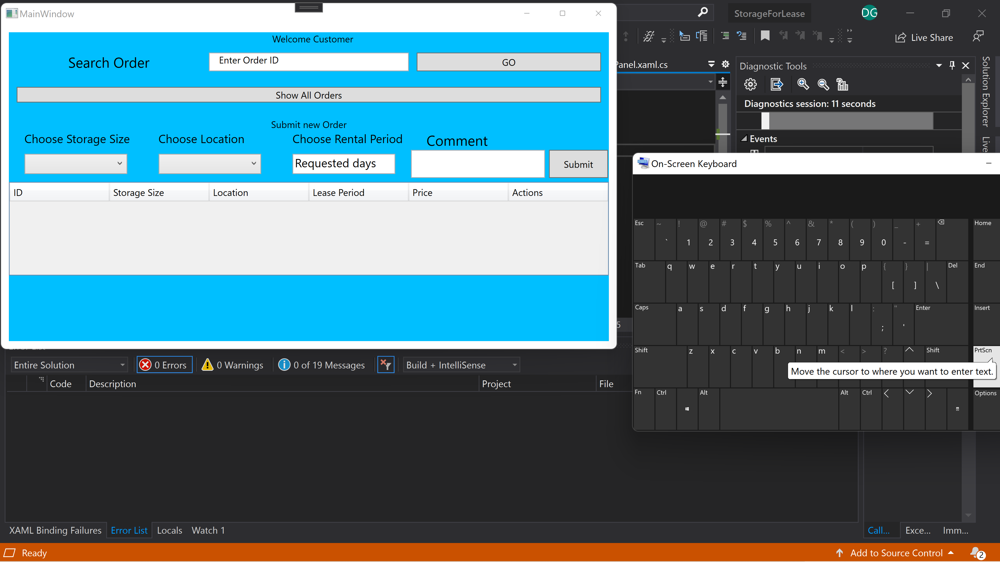 MainWindow
Welcome Customer
Search Order
Enter Order ID
GO
Show All Orders
Submit new Order
Choose Storage Size
Choose Location
Choose Rental Period
Comment
Requested days
Submit
ID
Storage Size
Location
Lease Period
Price
Actions
StorageForLease
DG
Live Share
Panel.xaml.cs
Diagnostic Tools
Diagnostics session: 11 seconds
Events
Solution Explorer
Live
On-Screen Keyboard
Esc ~ ` ! 1 @ 2 # 3 $ 4 % 5 ^ 6 & 7 * 8 ( 9 ) 0 _ - + = Home
Tab q w e r t y u i o p { [ } ] | \ Del End
Caps a s d f g h j k l : ; " ' Enter Insert
Shift z x c v b n m < > ? Shift PrtScn
Move the cursor to where you want to enter text.
Fn Ctrl Alt Alt Ctrl Options
5
Entire Solution
0 Errors
0 Warnings
0 of 19 Messages
Build + IntelliSense
Code
Description
Project
File
XAML Binding Failures
Error List
Locals
Watch 1
Call...
Exce...
Imm...
Ready
Add to Source Control
2